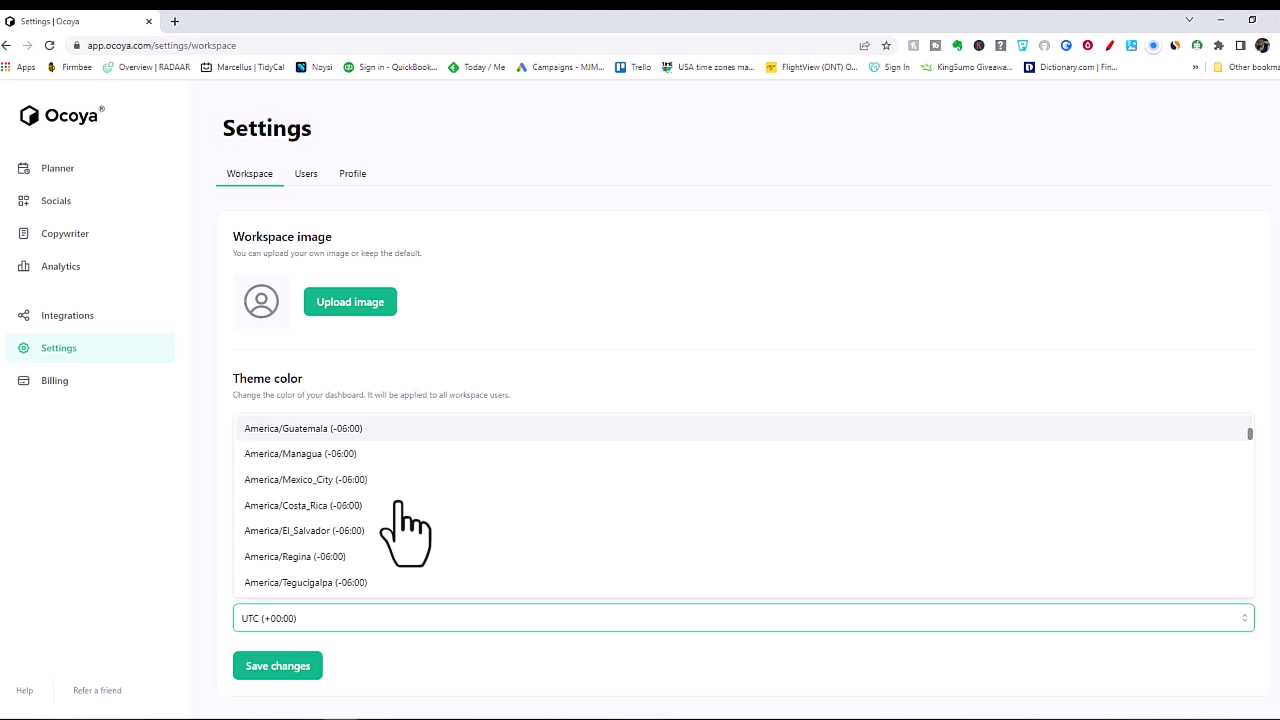 Settings | Ocoya
app.ocoya.com/settings/workspace
Apps
Firmbee
Overview | RADAAR
Marcellus | TidyCal
Noysi
Sign in - QuickBook...
Today / Me
Campaigns - MJM...
Trello
USA time zones ma...
FlightView (ONT) O...
Sign In
KingSumo Giveaw...
Dictionary.com | Fin...
Other bookma
Ocoya®
Planner
Socials
Copywriter
Analytics
Integrations
Settings
Billing
Help
Refer a friend
Settings
Workspace
Users
Profile
Workspace image
You can upload your own image or keep the default.
Upload image
Theme color
Change the color of your dashboard. It will be applied to all workspace users.
America/Guatemala (-06:00)
America/Managua (-06:00)
America/Mexico_City (-06:00)
America/Costa_Rica (-06:00)
America/El_Salvador (-06:00)
America/Regina (-06:00)
America/Tegucigalpa (-06:00)
UTC (+00:00)
Save changes